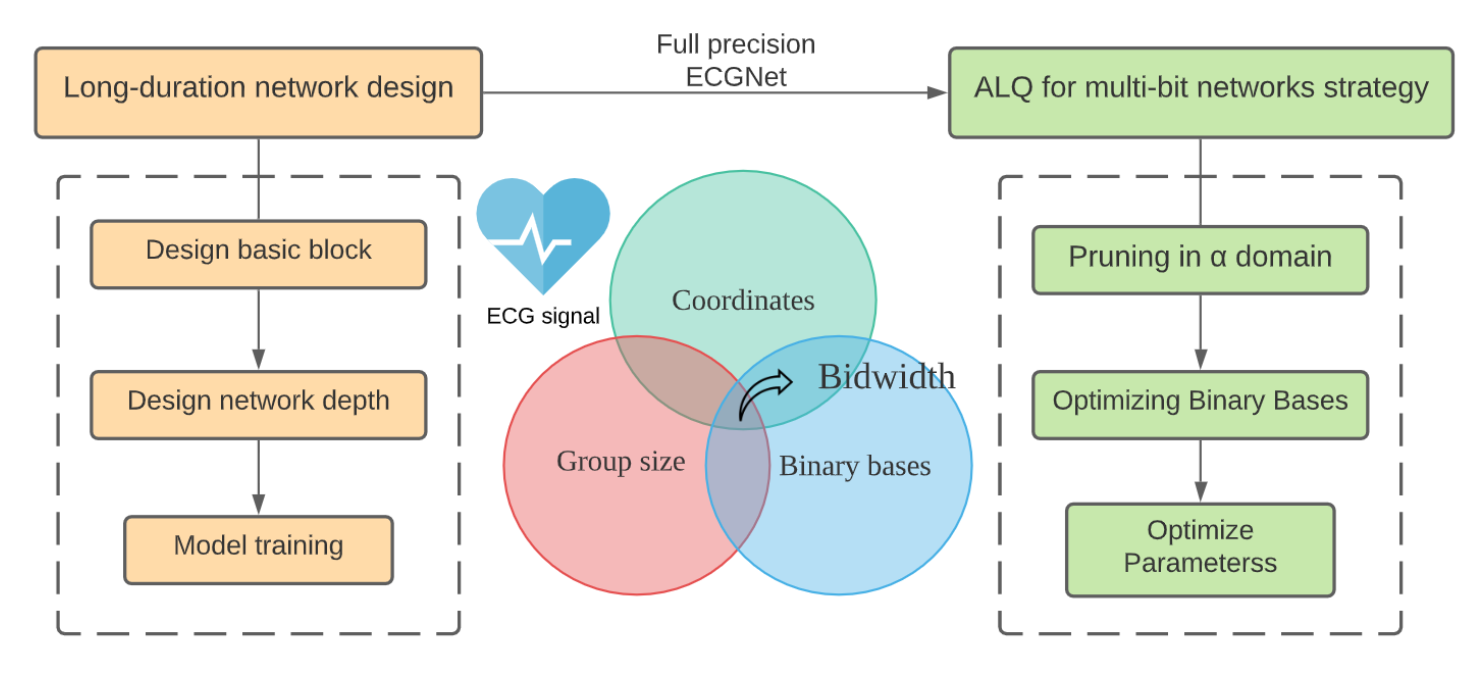 Full precision
ECGNet
Long-duration network design
ALQ for multi-bit networks strategy
Design basic block
Design network depth
Model training
ECG signal
Coordinates
Bidwidth
Group size
Binary bases
Pruning in α domain
Optimizing Binary Bases
Optimize
Parameterss